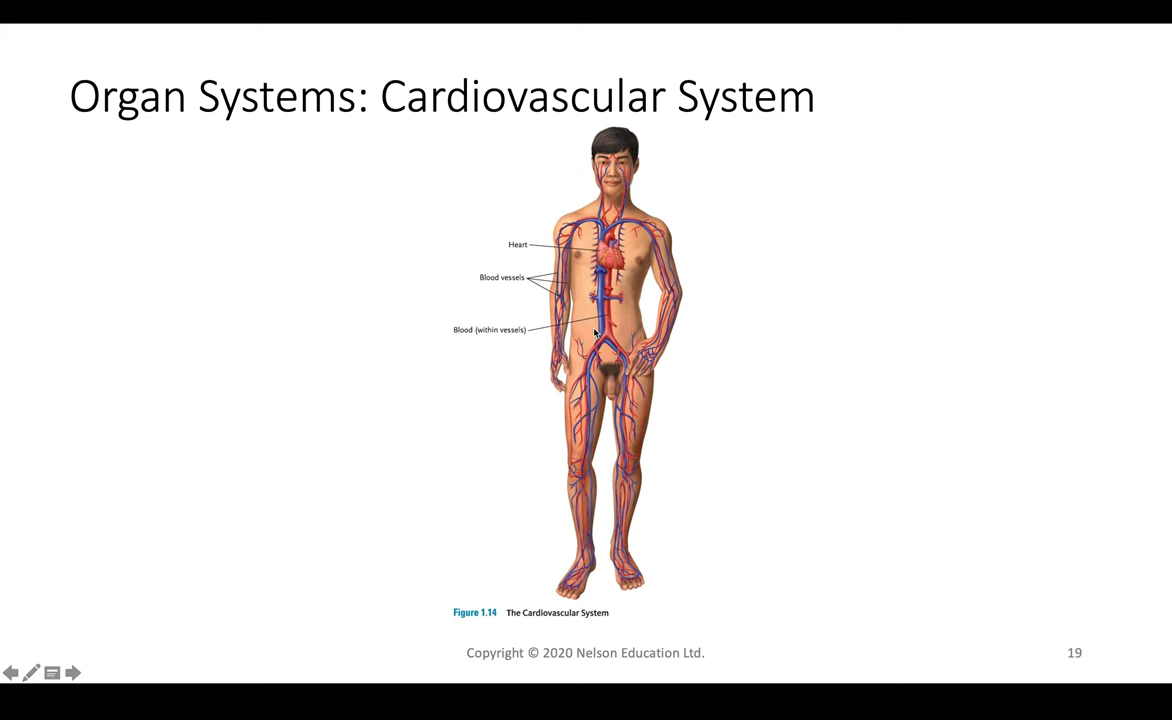 Organ Systems: Cardiovascular System
Heart
Blood vessels
Blood (within vessels)
Figure 1.14 The Cardiovascular System
Copyright © 2020 Nelson Education Ltd.
19